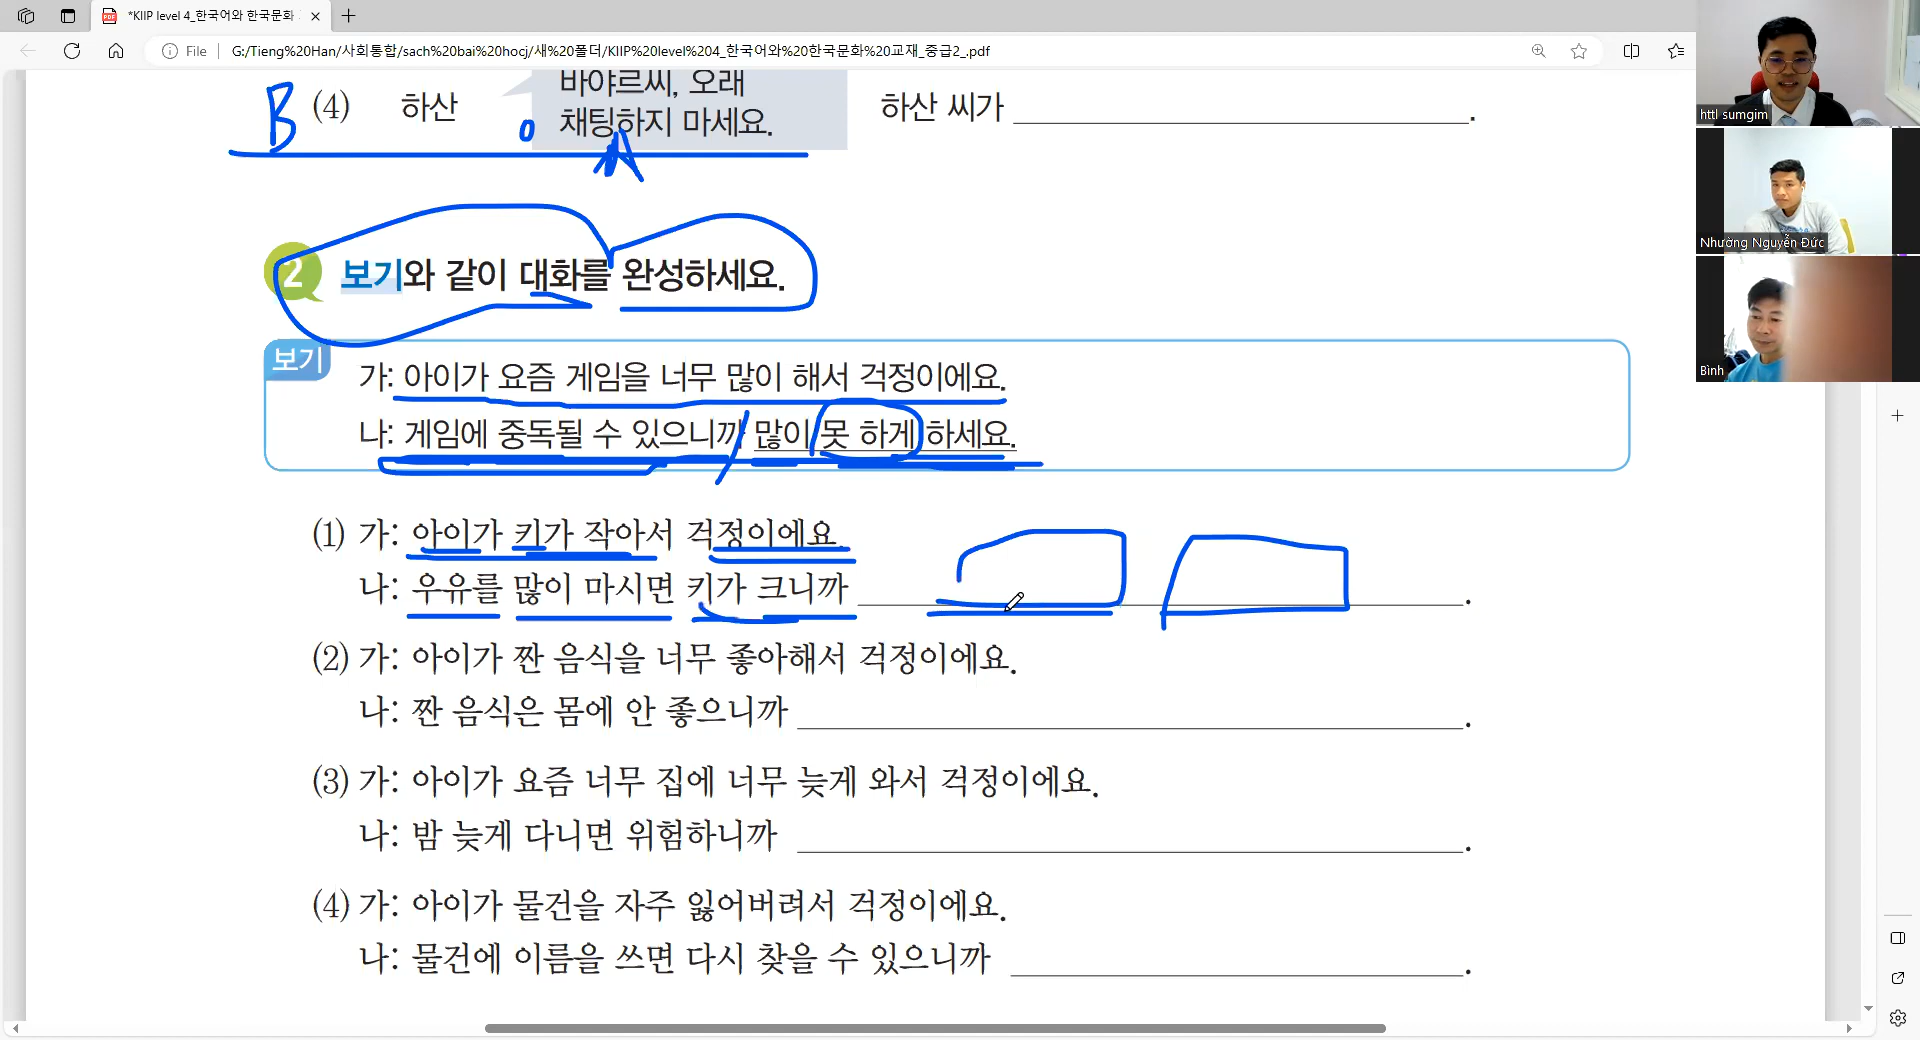 *KIIP level 4_한국어와 한국문화
File G:/Tieng%20Han/사회통합/sach%20bai%20hocj/새%20폴더/KIIP%20level%204_한국어와%20한국문화%20교재_중급2_.pdf
httl sumgim
Nhường Nguyễn Đức
Bình
바야르씨, 오래
B (4) 하산 채팅하지 마세요. 하산 씨가 .
2 보기와 같이 대화를 완성하세요.
보기
가: 아이가 요즘 게임을 너무 많이 해서 걱정이에요.
나: 게임에 중독될 수 있으니까 많이 못 하게 하세요.
(1) 가: 아이가 키가 작아서 걱정이에요.
나: 우유를 많이 마시면 키가 크니까 .
(2) 가: 아이가 짠 음식을 너무 좋아해서 걱정이에요.
나: 짠 음식은 몸에 안 좋으니까 .
(3) 가: 아이가 요즘 너무 집에 너무 늦게 와서 걱정이에요.
나: 밤 늦게 다니면 위험하니까 .
(4) 가: 아이가 물건을 자주 잃어버려서 걱정이에요.
나: 물건에 이름을 쓰면 다시 찾을 수 있으니까 .